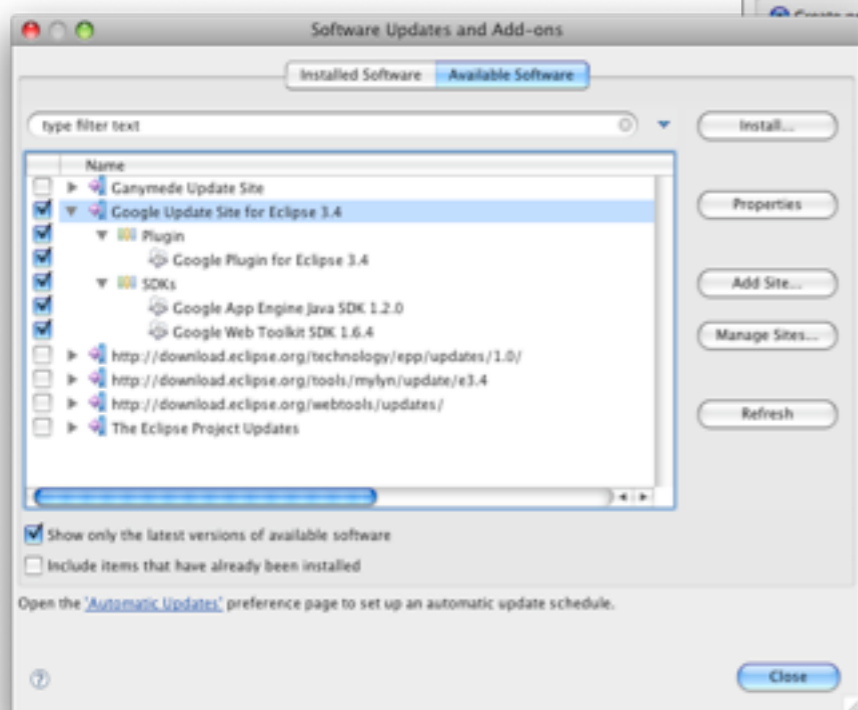 Software Updates and Add-ons
Installed Software Available Software
type filter text
Install...
Name
Ganymede Update Site
Google Update Site for Eclipse 3.4
Properties
Plugin
Google Plugin for Eclipse 3.4
SDKs
Add Site...
Google App Engine Java SDK 1.2.0
Google Web Toolkit SDK 1.6.4
Manage Sites...
http://download.eclipse.org/technology/epp/updates/1.0/
http://download.eclipse.org/tools/mylyn/update/e3.4
http://download.eclipse.org/webtools/updates/
Refresh
The Eclipse Project Updates
Show only the latest versions of available software
Include items that have already been installed
Open the 'Automatic Updates' preference page to set up an automatic update schedule.
?
Close